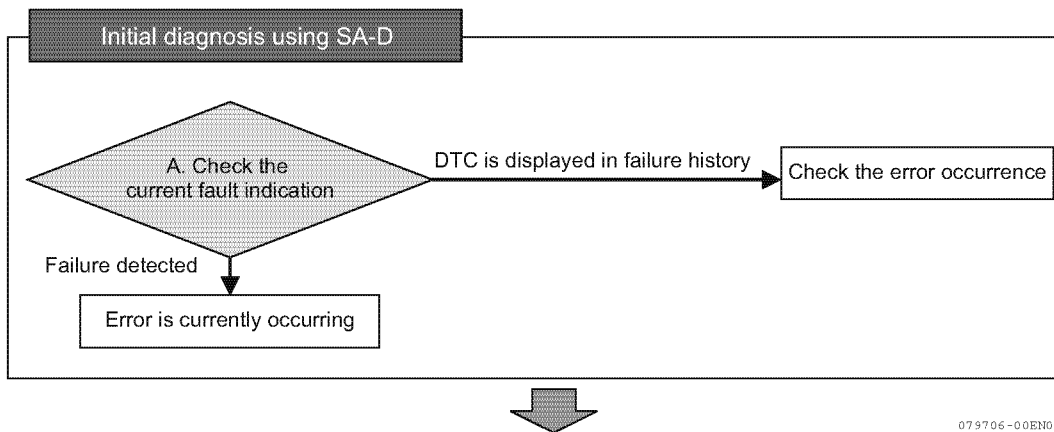 Initial diagnosis using SA-D
A. Check the
current fault indication
DTC is displayed in failure history
Check the error occurrence
Failure detected
Error is currently occurring
079706-00EN0